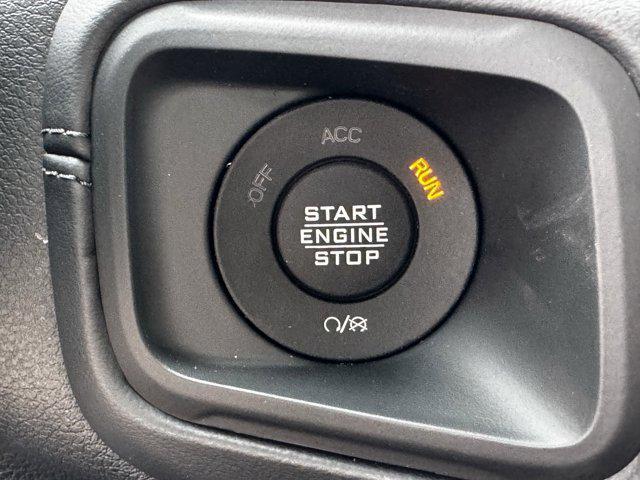 ACC
OFF
RUN
START
ENGINE
STOP